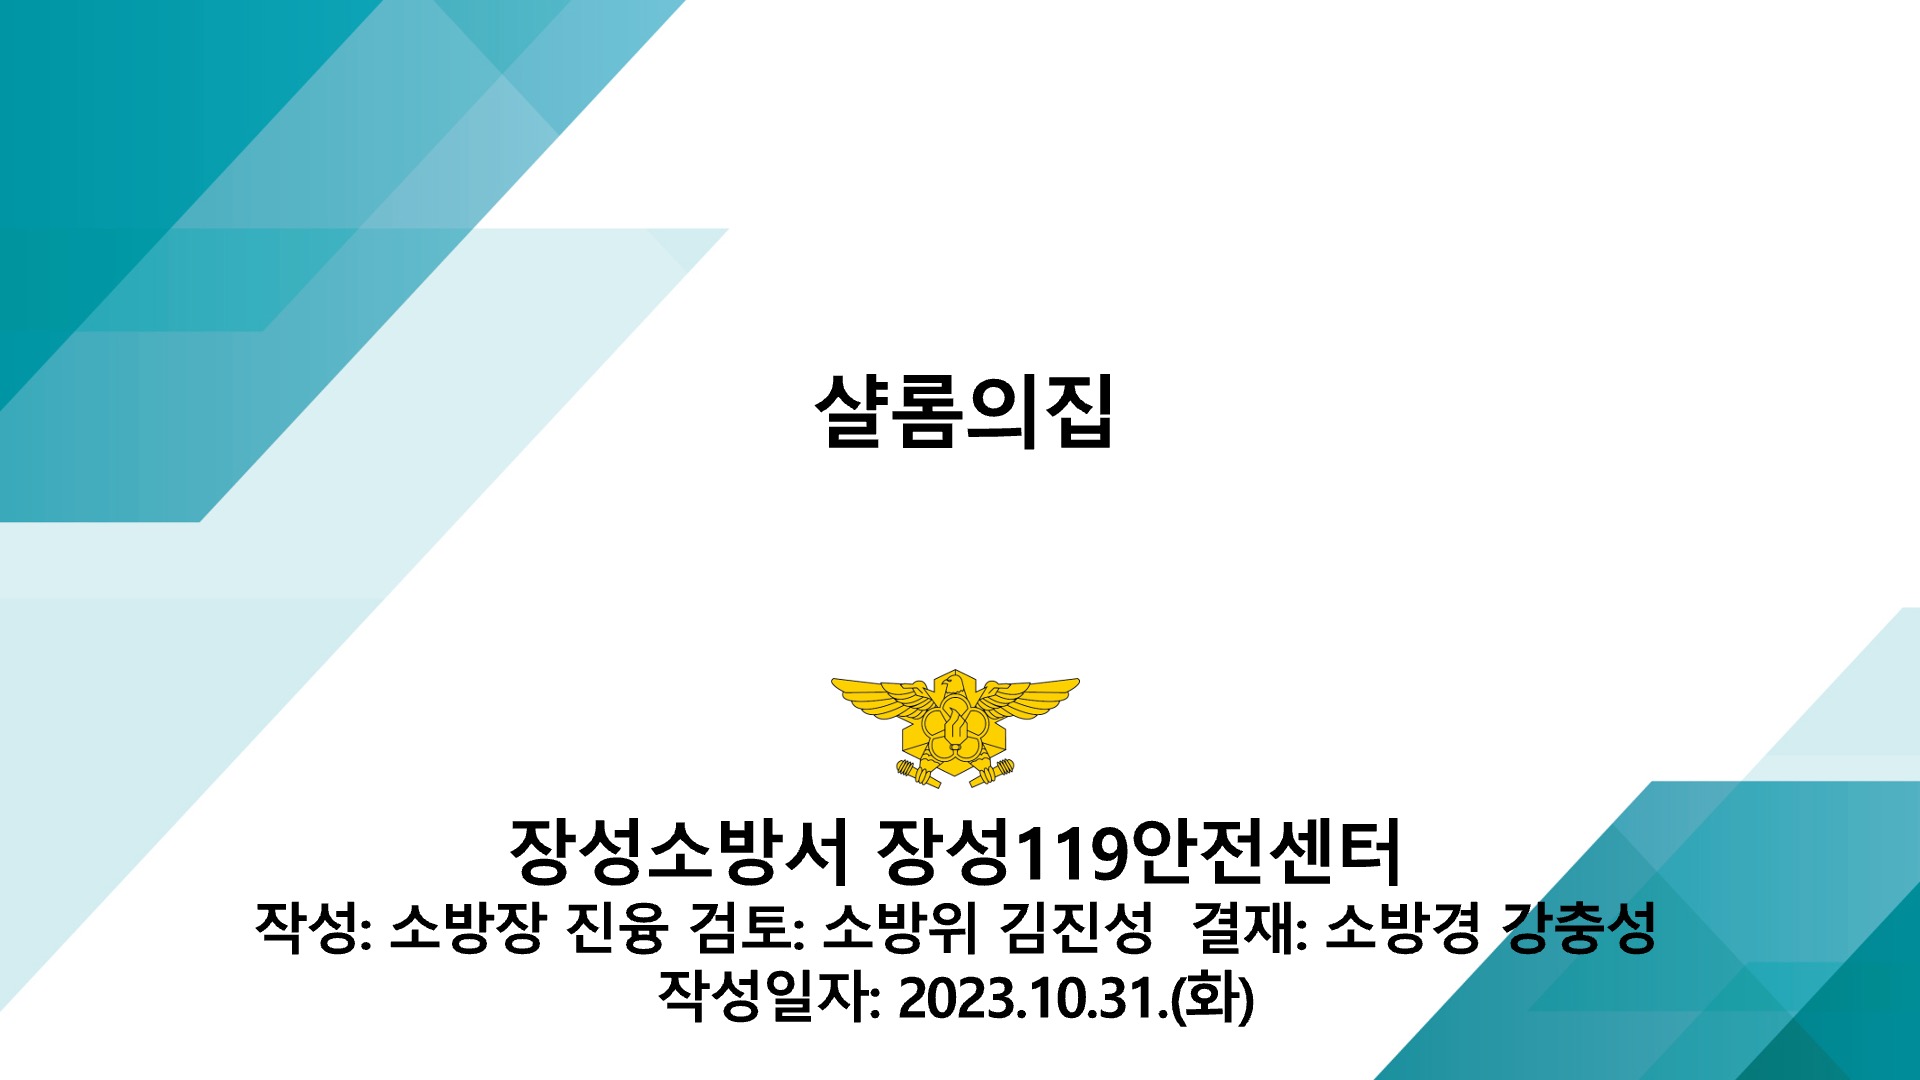 샬롬의집
장성소방서 장성119안전센터
작성: 소방장 진융 검토: 소방위 김진성 결재: 소방경 강충성
작성일자: 2023.10.31.(화)